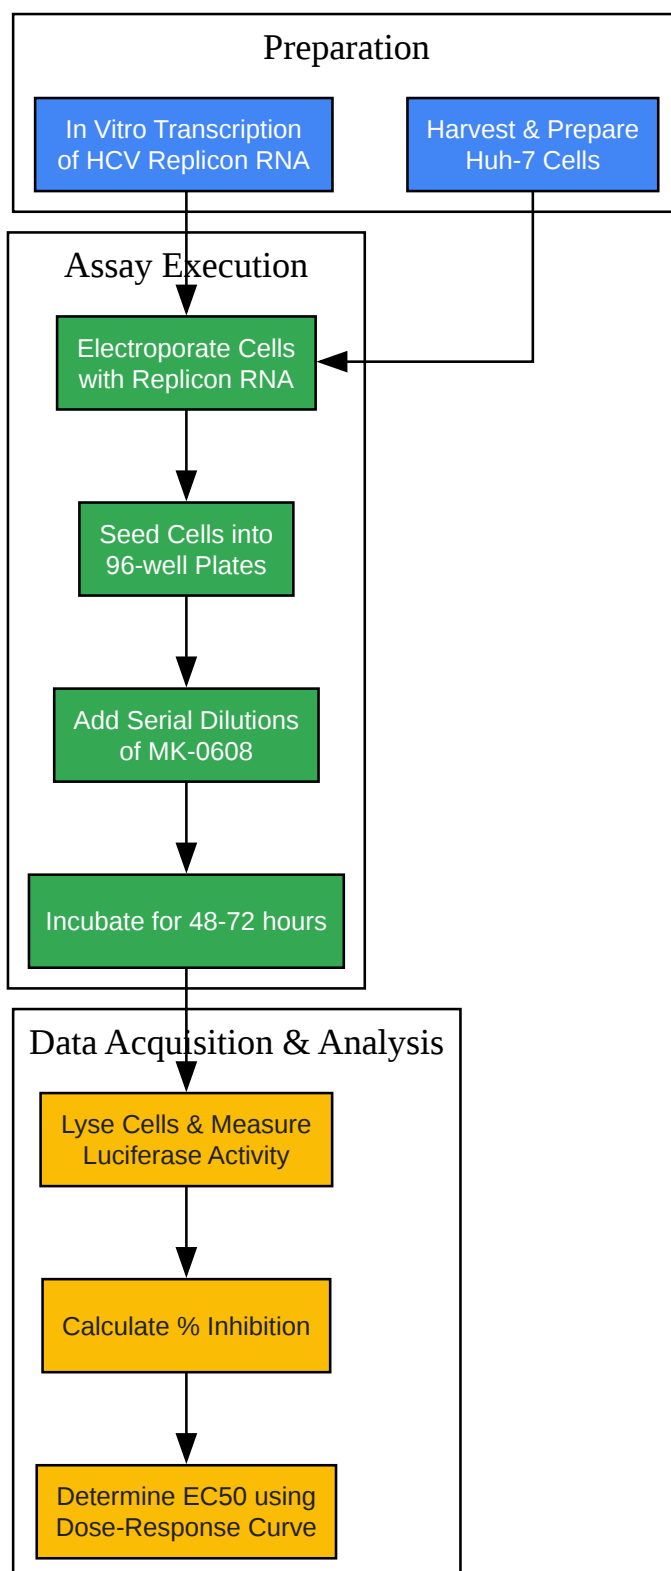 Preparation
In Vitro Transcription
of HCV Replicon RNA
Harvest & Prepare
Huh-7 Cells
Assay Execution
Electroporate Cells
with Replicon RNA
Seed Cells into
96-well Plates
Add Serial Dilutions
of MK-0608
Incubate for 48-72 hours
Data Acquisition & Analysis
Lyse Cells & Measure
Luciferase Activity
Calculate % Inhibition
Determine EC50 using
Dose-Response Curve